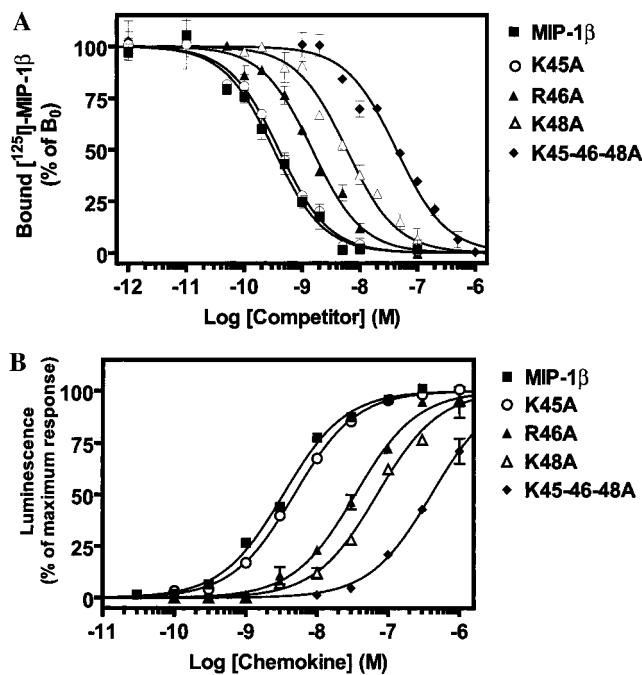 A
Bound [125I]-MIP-1β
(% of B0)
100
75
50
25
0
-12 -11 -10 -9 -8 -7 -6
Log [Competitor] (M)
MIP-1β
K45A
R46A
K48A
K45-46-48A
B
Luminescence
(% of maximum response)
100
75
50
25
0
-11 -10 -9 -8 -7 -6
Log [Chemokine] (M)
MIP-1β
K45A
R46A
K48A
K45-46-48A